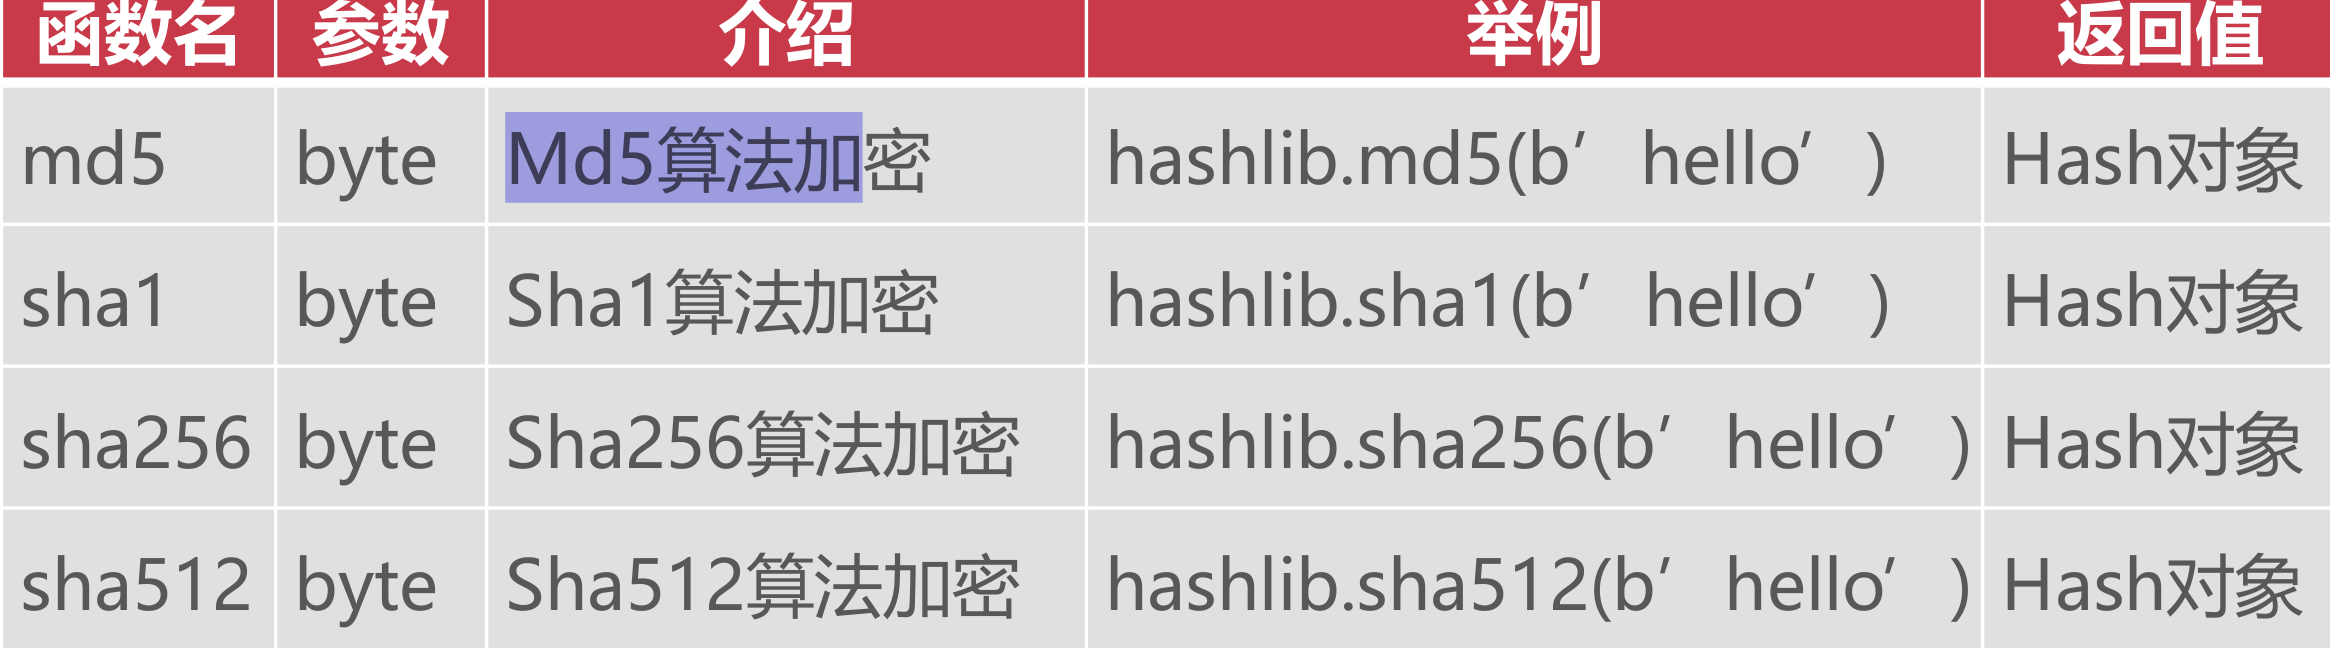 函数名 参数 介绍 举例 返回值
md5 byte Md5算法加密 hashlib.md5(b’ hello’ ) Hash对象
sha1 byte Sha1算法加密 hashlib.sha1(b’ hello’ ) Hash对象
sha256 byte Sha256算法加密 hashlib.sha256(b’ hello’ ) Hash对象
sha512 byte Sha512算法加密 hashlib.sha512(b’ hello’ ) Hash对象